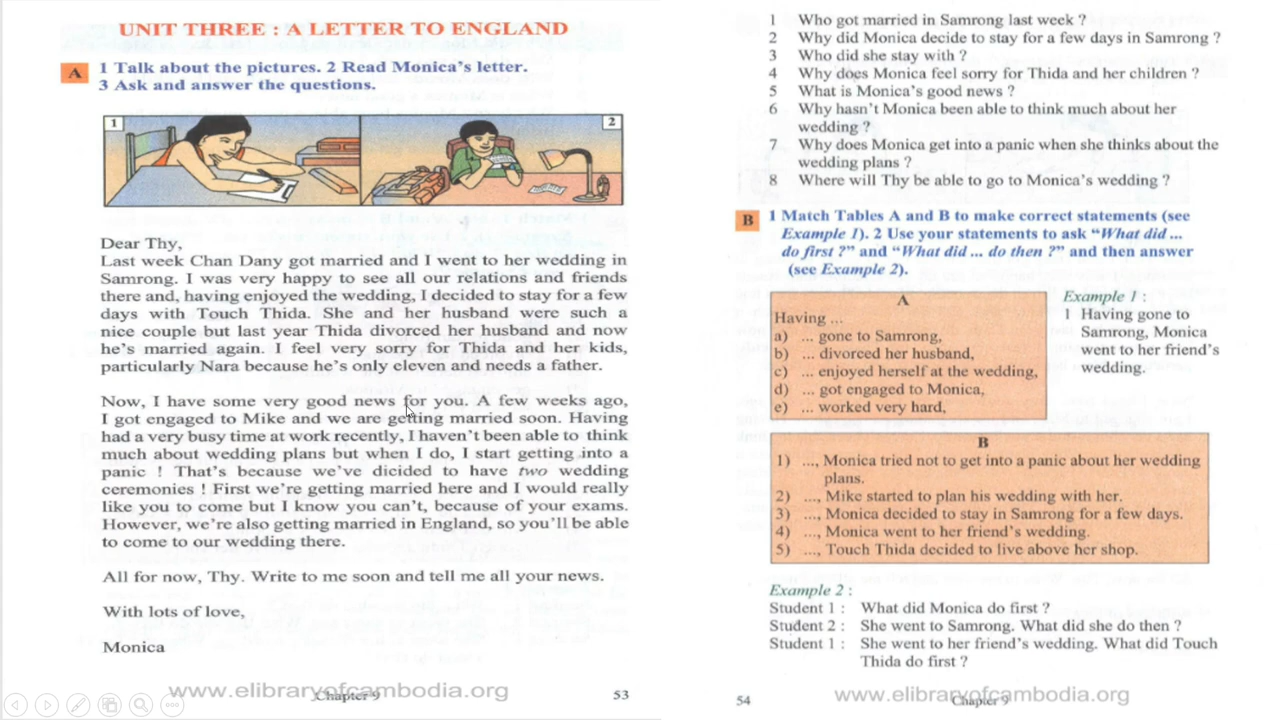 UNIT THREE : A LETTER TO ENGLAND
A
1 Talk about the pictures. 2 Read Monica's letter.
3 Ask and answer the questions.
1
2
Dear Thy,
Last week Chan Dany got married and I went to her wedding in
Samrong. I was very happy to see all our relations and friends
there and, having enjoyed the wedding, I decided to stay for a few
days with Touch Thida. She and her husband were such a
nice couple but last year Thida divorced her husband and now
he's married again. I feel very sorry for Thida and her kids,
particularly Nara because he's only eleven and needs a father.
Now, I have some very good news for you. A few weeks ago,
I got engaged to Mike and we are getting married soon. Having
had a very busy time at work recently, I haven't been able to think
much about wedding plans but when I do, I start getting into a
panic ! That's because we've dicided to have two wedding
ceremonies ! First we're getting married here and I would really
like you to come but I know you can't, because of your exams.
However, we're also getting married in England, so you'll be able
to come to our wedding there.
All for now, Thy. Write to me soon and tell me all your news.
With lots of love,
Monica
www.elibraryofcambodia.org
Chapter 9
53
1 Who got married in Samrong last week ?
2 Why did Monica decide to stay for a few days in Samrong ?
3 Who did she stay with ?
4 Why does Monica feel sorry for Thida and her children ?
5 What is Monica's good news ?
6 Why hasn't Monica been able to think much about her
wedding ?
7 Why does Monica get into a panic when she thinks about the
wedding plans ?
8 Where will Thy be able to go to Monica's wedding ?
B
1 Match Tables A and B to make correct statements (see
Example 1). 2 Use your statements to ask “What did ...
do first ?” and “What did ... do then ?” and then answer
(see Example 2).
A
Having ...
a) ... gone to Samrong,
b) ... divorced her husband,
c) ... enjoyed herself at the wedding,
d) ... got engaged to Monica,
e) ... worked very hard,
Example 1 :
1 Having gone to
Samrong, Monica
went to her friend's
wedding.
B
1) ..., Monica tried not to get into a panic about her wedding
plans.
2) ..., Mike started to plan his wedding with her.
3) ..., Monica decided to stay in Samrong for a few days.
4) ..., Monica went to her friend's wedding.
5) ..., Touch Thida decided to live above her shop.
Example 2 :
Student 1 : What did Monica do first ?
Student 2 : She went to Samrong. What did she do then ?
Student 1 : She went to her friend's wedding. What did Touch
Thida do first ?
54
www.elibraryofcambodia.org
Chapter 9